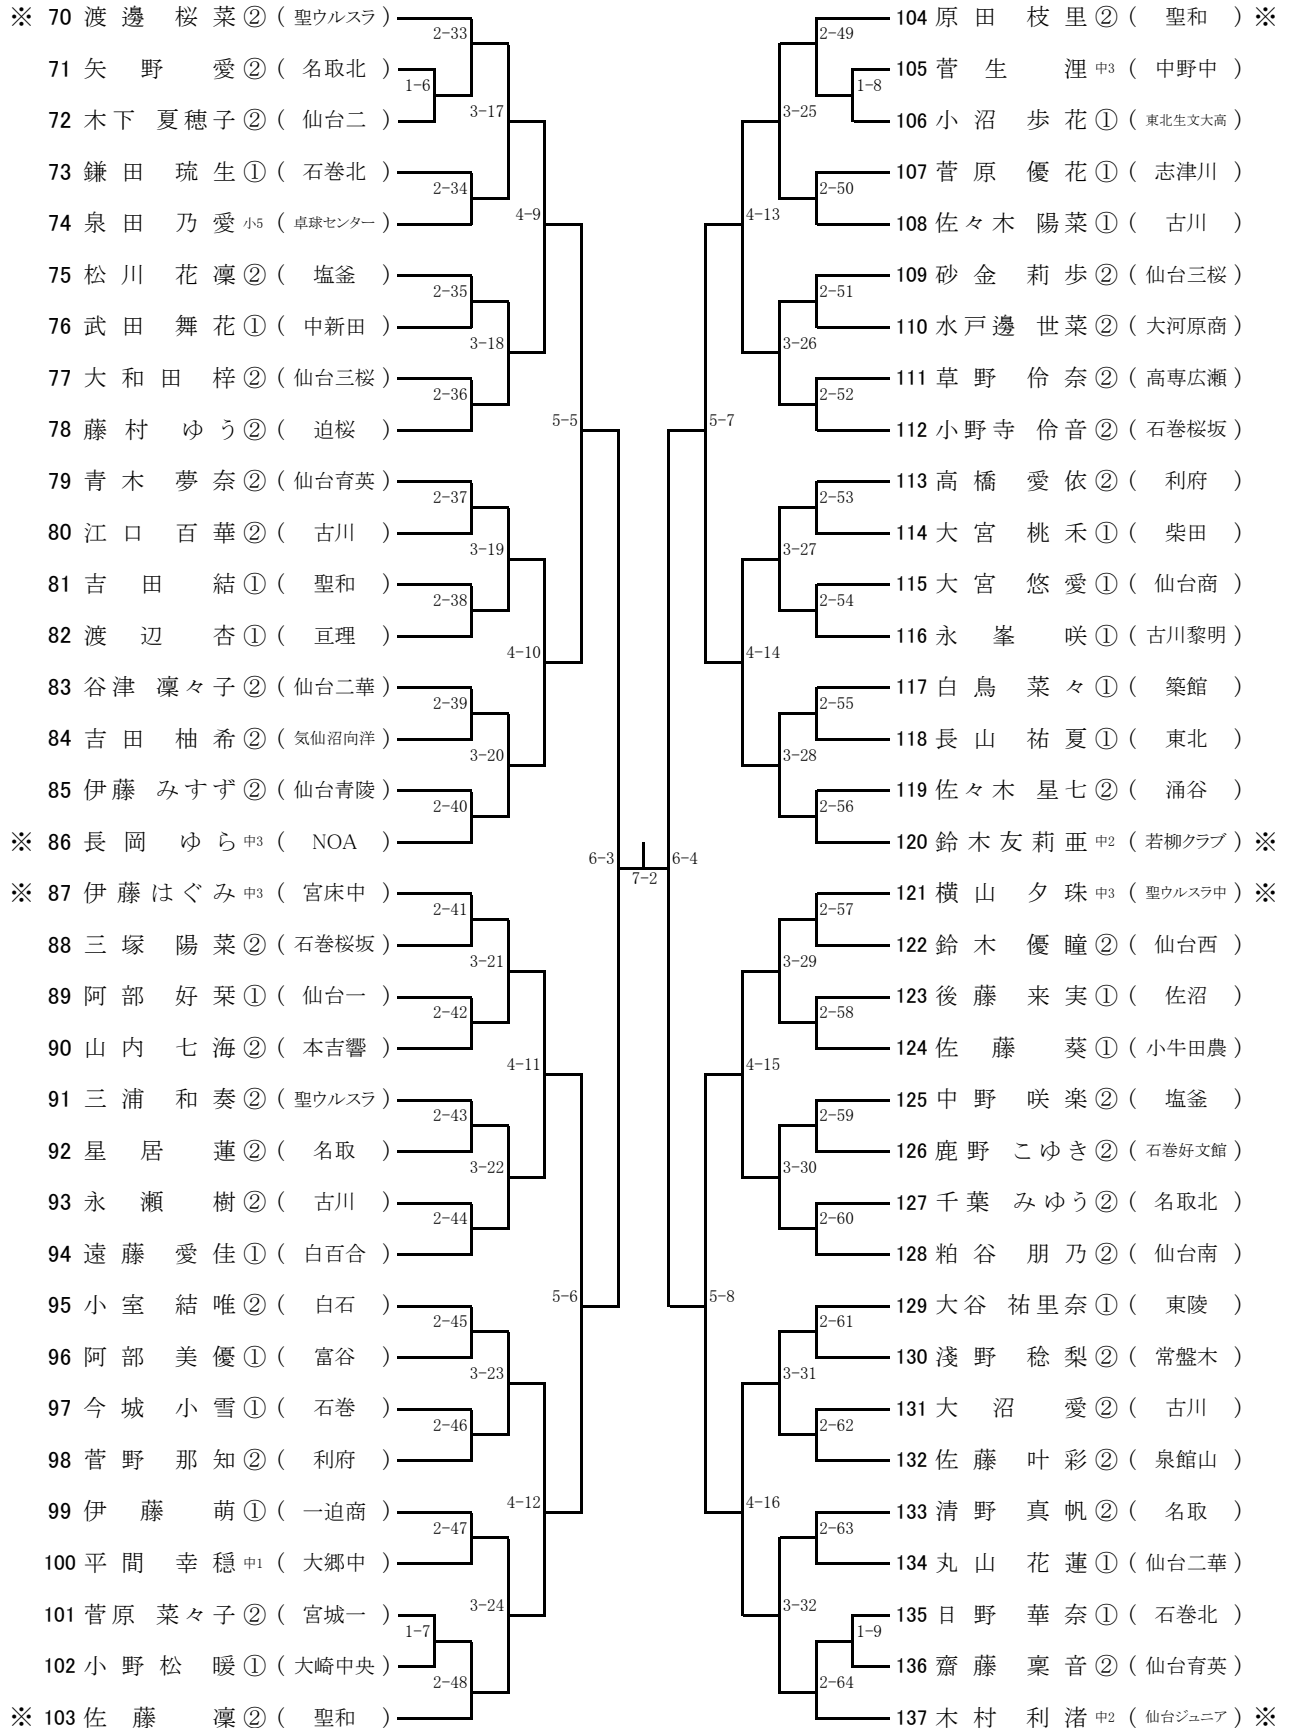 ※ 70 渡邊 桜菜② ( 聖ウルスラ )
71 矢野 愛② ( 名取北 )
72 木下 夏穂子② ( 仙台二 )
73 鎌田 琉生① ( 石巻北 )
74 泉田 乃愛 小5 ( 卓球センター )
75 松川 花凜② ( 塩釜 )
76 武田 舞花① ( 中新田 )
77 大和田 梓② ( 仙台三桜 )
78 藤村 ゆう② ( 迫桜 )
79 青木 夢奈② ( 仙台育英 )
80 江口 百華② ( 古川 )
81 吉田 結① ( 聖和 )
82 渡辺 杏① ( 亘理 )
83 谷津 凜々子② ( 仙台二華 )
84 吉田 柚希② ( 気仙沼向洋 )
85 伊藤 みすず② ( 仙台青陵 )
※ 86 長岡 ゆら 中3 ( NOA )
※ 87 伊藤はぐみ 中3 ( 宮床中 )
88 三塚 陽菜② ( 石巻桜坂 )
89 阿部 好栞① ( 仙台一 )
90 山内 七海② ( 本吉響 )
91 三浦 和奏② ( 聖ウルスラ )
92 星居 蓮② ( 名取 )
93 永瀬 樹② ( 古川 )
94 遠藤 愛佳① ( 白百合 )
95 小室 結唯② ( 白石 )
96 阿部 美優① ( 富谷 )
97 今城 小雪① ( 石巻 )
98 菅野 那知② ( 利府 )
99 伊藤 萌① ( 一迫商 )
100 平間 幸穏 中1 ( 大郷中 )
101 菅原 菜々子② ( 宮城一 )
102 小野松 暖① ( 大崎中央 )
※ 103 佐藤 凜② ( 聖和 )
1-6
1-7
2-33
2-34
2-35
2-36
2-37
2-38
2-39
2-40
2-41
2-42
2-43
2-44
2-45
2-46
2-47
2-48
3-17
3-18
3-19
3-20
3-21
3-22
3-23
3-24
4-9
4-10
4-11
4-12
5-5
5-6
6-3
7-2
6-4
5-7
5-8
4-13
4-14
4-15
4-16
3-25
3-26
3-27
3-28
3-29
3-30
3-31
3-32
2-49
2-50
2-51
2-52
2-53
2-54
2-55
2-56
2-57
2-58
2-59
2-60
2-61
2-62
2-63
2-64
1-8
1-9
104 原田 枝里② ( 聖和 ) ※
105 菅生 浬 中3 ( 中野中 )
106 小沼 歩花① ( 東北生文大高 )
107 菅原 優花① ( 志津川 )
108 佐々木 陽菜① ( 古川 )
109 砂金 莉歩② ( 仙台三桜 )
110 水戸邊 世菜② ( 大河原商 )
111 草野 伶奈② ( 高専広瀬 )
112 小野寺 伶音② ( 石巻桜坂 )
113 高橋 愛依② ( 利府 )
114 大宮 桃禾① ( 柴田 )
115 大宮 悠愛① ( 仙台商 )
116 永峯 咲① ( 古川黎明 )
117 白鳥 菜々① ( 築館 )
118 長山 祐夏① ( 東北 )
119 佐々木 星七② ( 涌谷 )
120 鈴木友莉亜 中2 ( 若柳クラブ ) ※
121 横山 夕珠 中3 ( 聖ウルスラ中 ) ※
122 鈴木 優瞳② ( 仙台西 )
123 後藤 来実① ( 佐沼 )
124 佐藤 葵① ( 小牛田農 )
125 中野 咲楽② ( 塩釜 )
126 鹿野 こゆき② ( 石巻好文館 )
127 千葉 みゆう② ( 名取北 )
128 粕谷 朋乃② ( 仙台南 )
129 大谷 祐里奈① ( 東陵 )
130 淺野 稔梨② ( 常盤木 )
131 大沼 愛② ( 古川 )
132 佐藤 叶彩② ( 泉館山 )
133 清野 真帆② ( 名取 )
134 丸山 花蓮① ( 仙台二華 )
135 日野 華奈① ( 石巻北 )
136 齋藤 稟音② ( 仙台育英 )
137 木村 利渚 中2 ( 仙台ジュニア ) ※